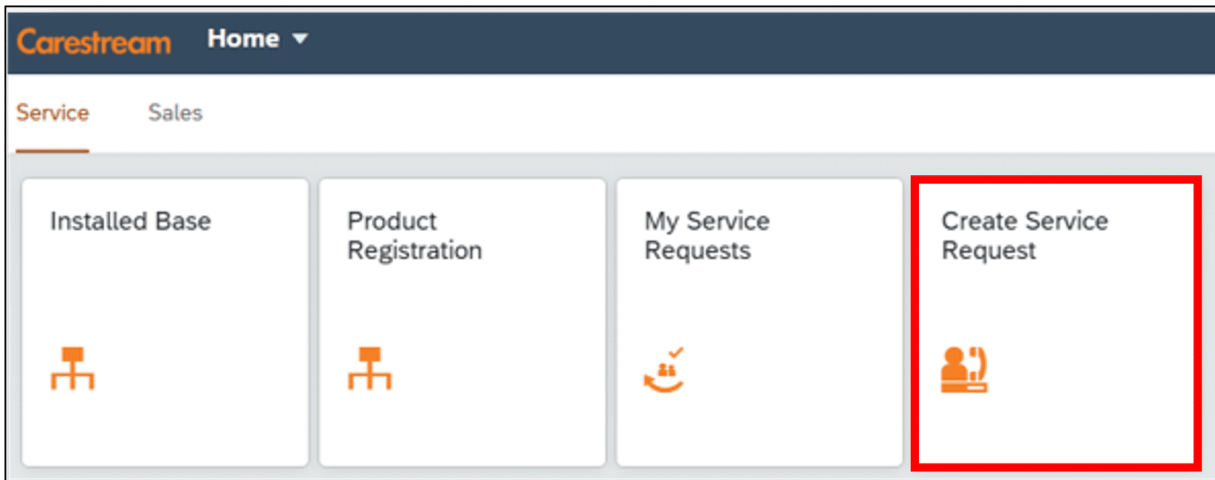 Carestream Home
Service Sales
Installed Base
Product
Registration
My Service
Requests
Create Service
Request